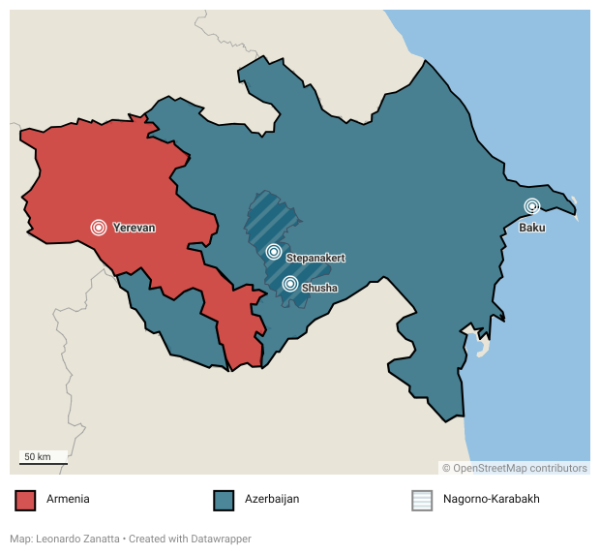 Yerevan
Baku
Stepanakert
Shusha
50 km
© OpenStreetMap contributors
Armenia
Azerbaijan
Nagorno-Karabakh
Map: Leonardo Zanatta • Created with Datawrapper